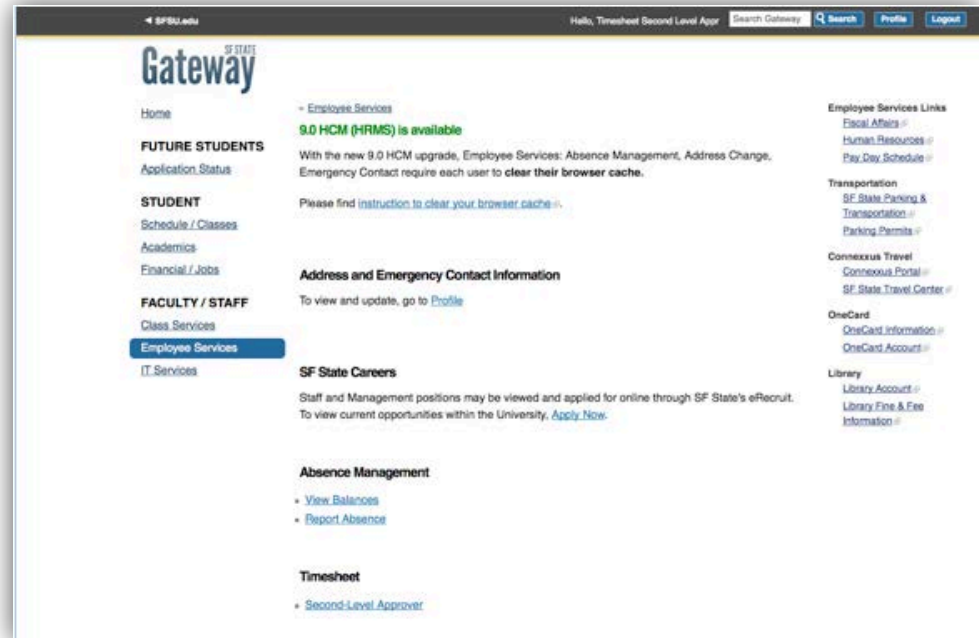 ◄ SFSU.edu
Hello, Timesheet Second Level Appr
Search Gateway
Search
Profile
Logout
SF STATE
Gateway
Home
FUTURE STUDENTS
Application Status
STUDENT
Schedule / Classes
Academics
Financial / Jobs
FACULTY / STAFF
Class Services
Employee Services
IT Services
Employee Services
9.0 HCM (HRMS) is available
With the new 9.0 HCM upgrade, Employee Services: Absence Management, Address Change,
Emergency Contact require each user to clear their browser cache.
Please find instruction to clear your browser cache.
Address and Emergency Contact Information
To view and update, go to Profile
SF State Careers
Staff and Management positions may be viewed and applied for online through SF State's eRecruit.
To view current opportunities within the University, Apply Now.
Absence Management
View Balances
Report Absence
Timesheet
Second-Level Approver
Employee Services Links
Fiscal Affairs
Human Resources
Pay Day Schedule
Transportation
SF State Parking &
Transportation
Parking Permits
Connexxus Travel
Connexxus Portal
SF State Travel Center
OneCard
OneCard Information
OneCard Account
Library
Library Account
Library Fine & Fee
Information